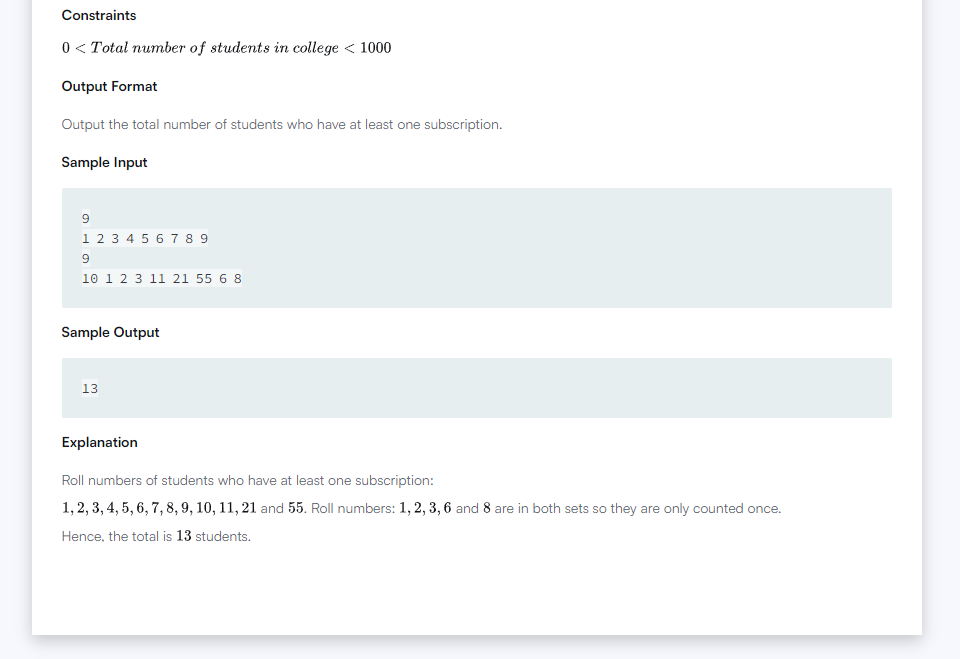 Constraints
0 < Total number of students in college < 1000
Output Format
Output the total number of students who have at least one subscription.
Sample Input
9
1 2 3 4 5 6 7 8 9
9
10 1 2 3 11 21 55 6 8
Sample Output
13
Explanation
Roll numbers of students who have at least one subscription:
1, 2, 3, 4, 5, 6, 7, 8, 9, 10, 11, 21 and 55. Roll numbers: 1, 2, 3, 6 and 8 are in both sets so they are only counted once.
Hence, the total is 13 students.